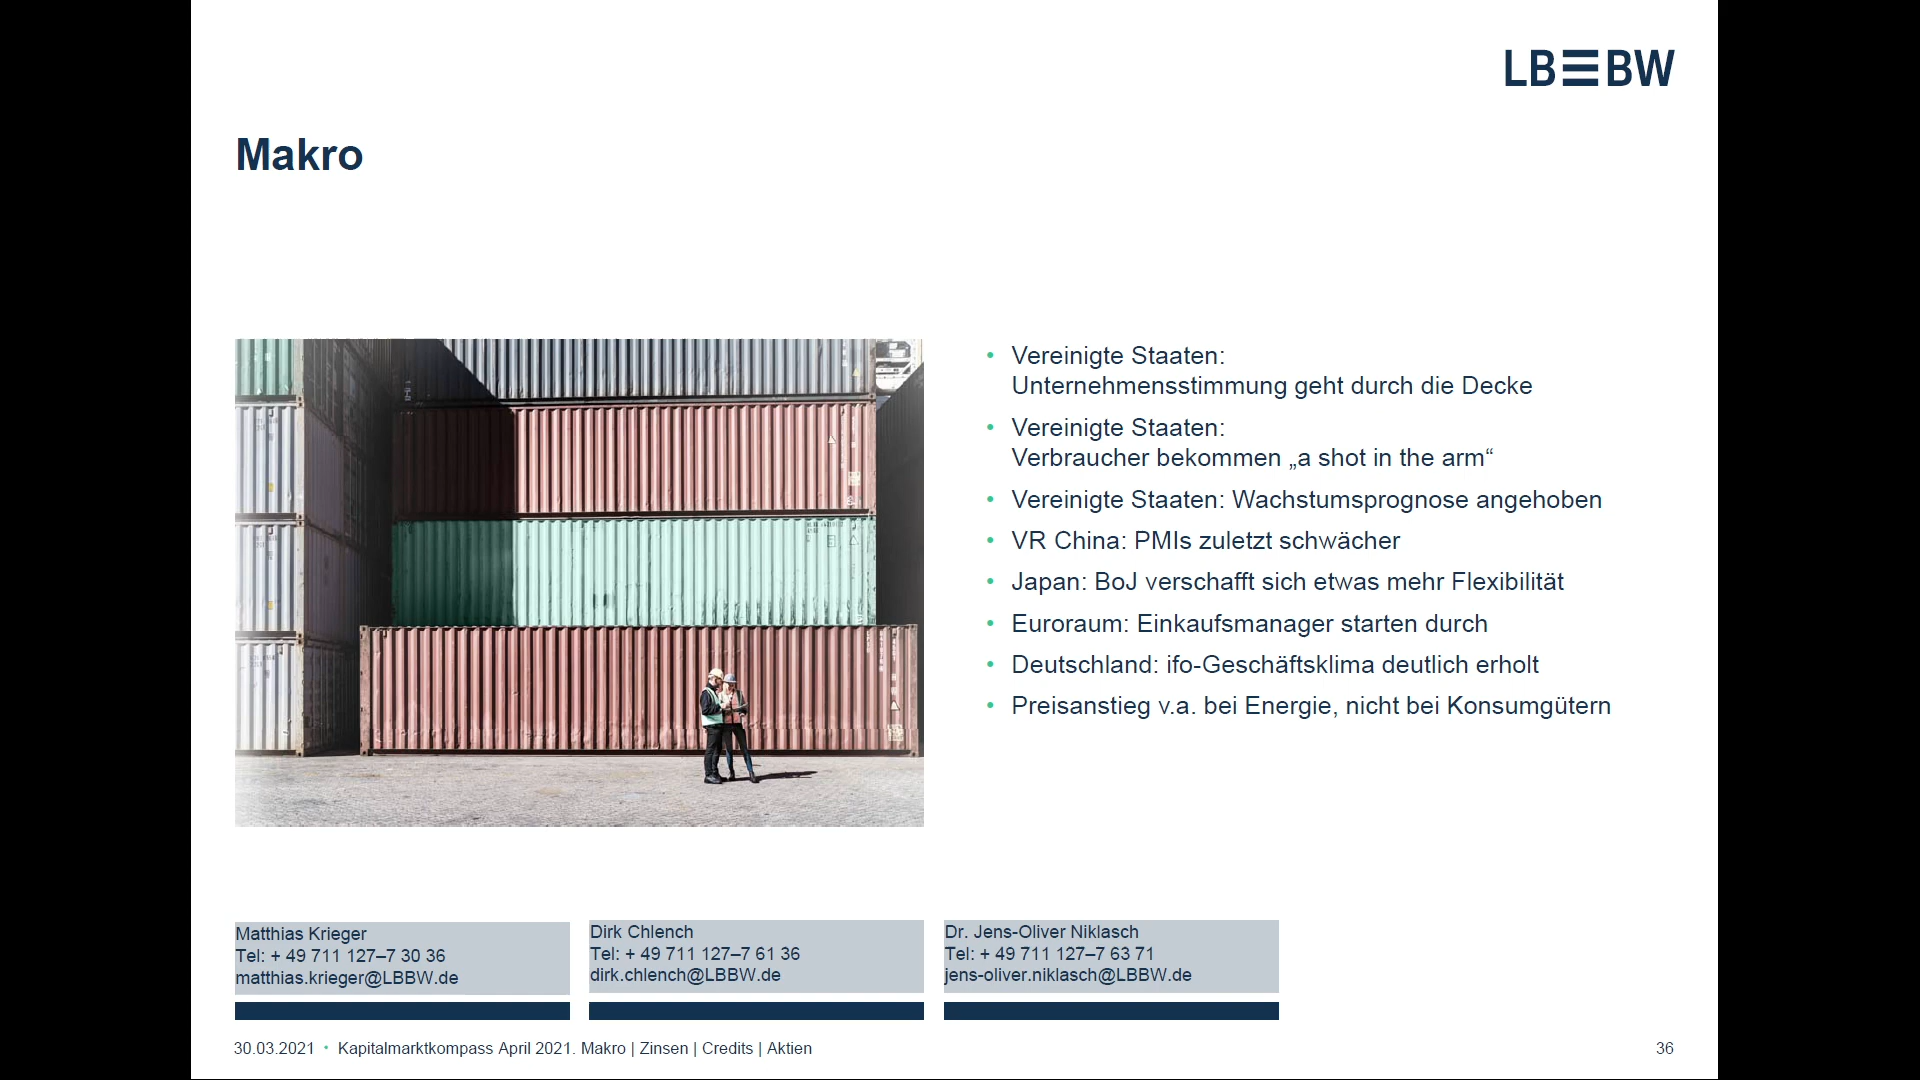 LBBW
Makro
• Vereinigte Staaten:
Unternehmensstimmung geht durch die Decke
• Vereinigte Staaten:
Verbraucher bekommen „a shot in the arm“
• Vereinigte Staaten: Wachstumsprognose angehoben
• VR China: PMIs zuletzt schwächer
• Japan: BoJ verschafft sich etwas mehr Flexibilität
• Euroraum: Einkaufsmanager starten durch
• Deutschland: ifo-Geschäftsklima deutlich erholt
• Preisanstieg v.a. bei Energie, nicht bei Konsumgütern
Matthias Krieger
Tel: + 49 711 127–7 30 36
matthias.krieger@LBBW.de
Dirk Chlench
Tel: + 49 711 127–7 61 36
dirk.chlench@LBBW.de
Dr. Jens-Oliver Niklasch
Tel: + 49 711 127–7 63 71
jens-oliver.niklasch@LBBW.de
30.03.2021 • Kapitalmarktkompass April 2021. Makro | Zinsen | Credits | Aktien
36